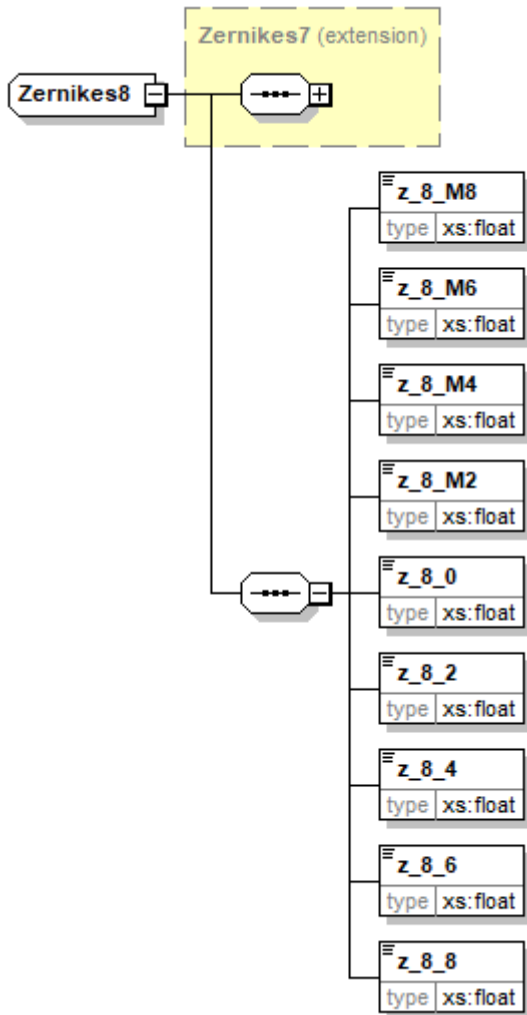 Zernikes7 (extension)
Zernikes8
z_8_M8
type xs:float
z_8_M6
type xs:float
z_8_M4
type xs:float
z_8_M2
type xs:float
z_8_0
type xs:float
z_8_2
type xs:float
z_8_4
type xs:float
z_8_6
type xs:float
z_8_8
type xs:float